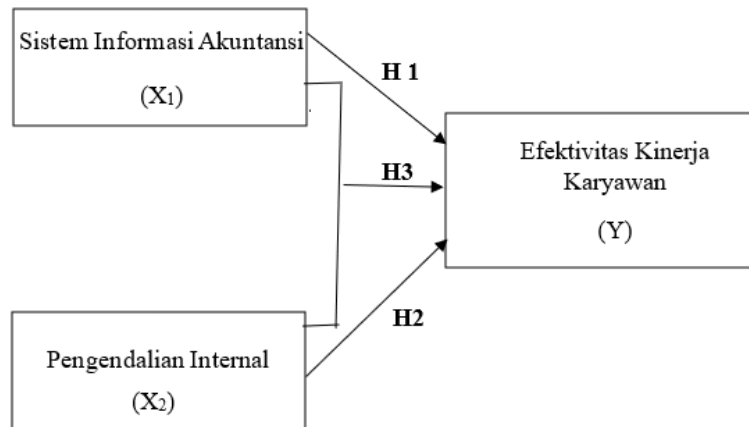 Sistem Informasi Akuntansi
(X₁)
H 1
Efektivitas Kinerja
Karyawan
(Y)
H3
H2
Pengendalian Internal
(X₂)